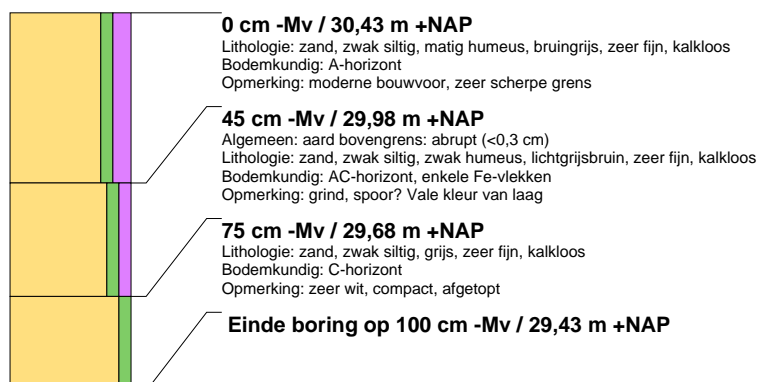 0 cm -Mv / 30,43 m +NAP
Lithologie: zand, zwak siltig, matig humeus, bruingrijs, zeer fijn, kalkloos
Bodemkundig: A-horizont
Opmerking: moderne bouwvoor, zeer scherpe grens
45 cm -Mv / 29,98 m +NAP
Algemeen: aard bovengrens: abrupt (<0,3 cm)
Lithologie: zand, zwak siltig, zwak humeus, lichtgrijsbruin, zeer fijn, kalkloos
Bodemkundig: AC-horizont, enkele Fe-vlekken
Opmerking: grind, spoor? Vale kleur van laag
75 cm -Mv / 29,68 m +NAP
Lithologie: zand, zwak siltig, grijs, zeer fijn, kalkloos
Bodemkundig: C-horizont
Opmerking: zeer wit, compact, afgetopt
Einde boring op 100 cm -Mv / 29,43 m +NAP